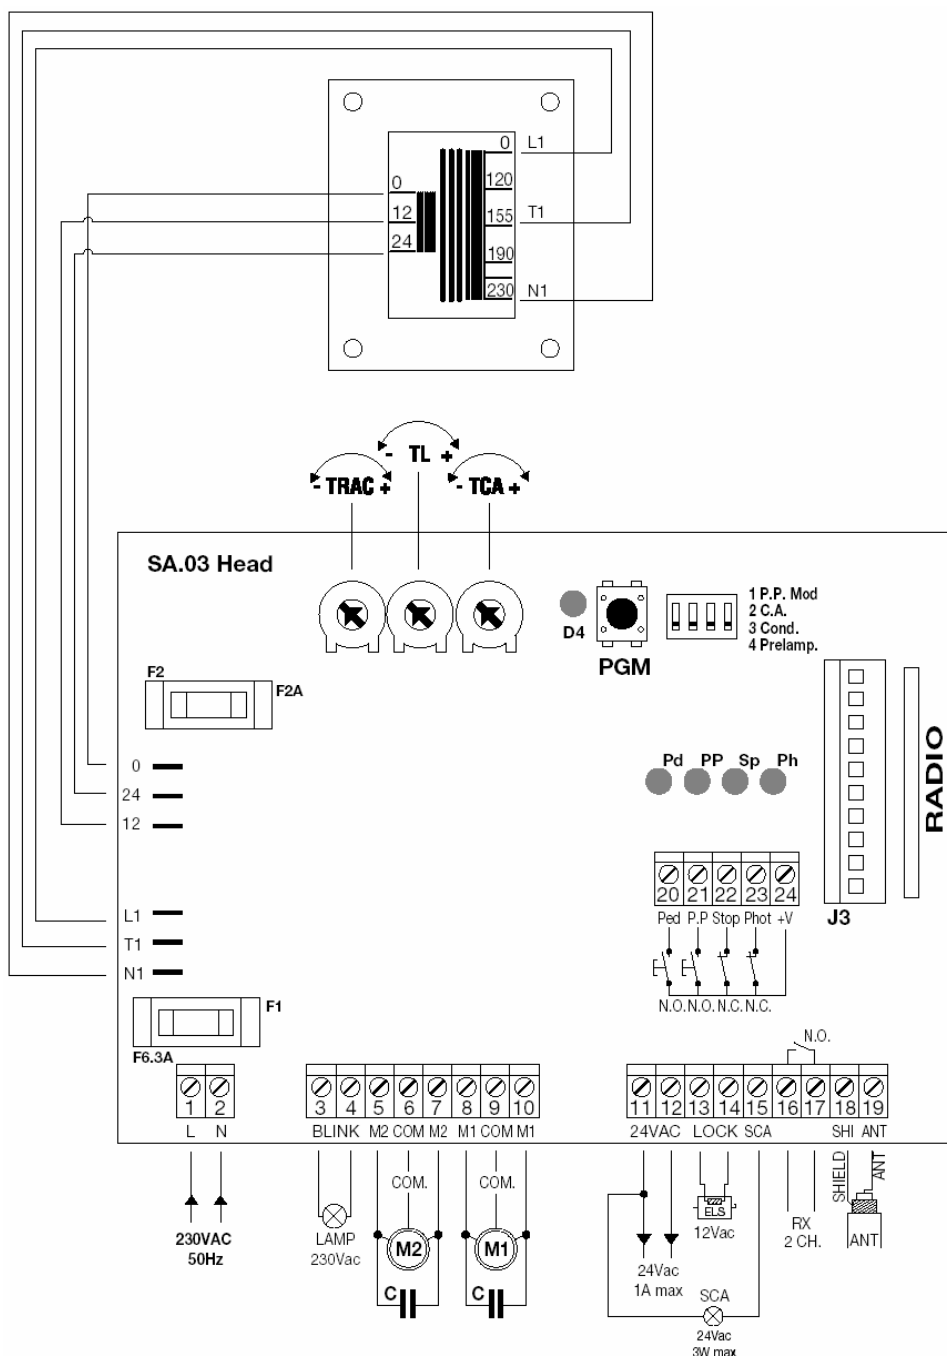 0
L1
120
0
12
155
T1
24
190
230
N1
- TL +
- TRAC +
- TCA +
SA.03 Head
D4
PGM
1 P.P. Mod
2 C.A.
3 Cond.
4 Prelamp.
F2
F2A
Pd PP Sp Ph
RADIO
0
24
12
20 21 22 23 24
Ped P.P Stop Phot +V
J3
L1
T1
N1
N.O. N.O. N.C. N.C.
F1
F6.3A
N.O.
1 2
3 4 5 6 7 8 9 10
11 12 13 14 15 16 17 18 19
L N
BLINK M2 COM M2 M1 COM M1
24VAC LOCK SCA SHI ANT
COM. COM.
SHIELD
ANT
ELS
230VAC
50Hz
LAMP
230Vac
M2
M1
12Vac
RX
2 CH.
ANT
24Vac
1A max
C
C
SCA
24Vac
3W max